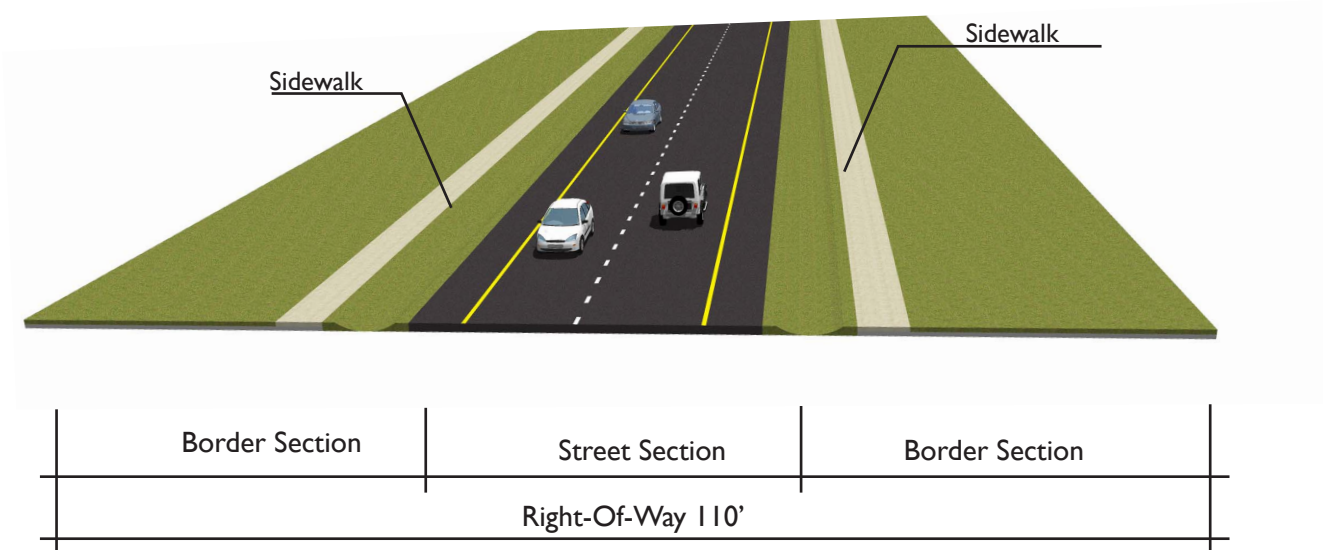 Sidewalk
Sidewalk
Border Section
Street Section
Border Section
Right-Of-Way 110’